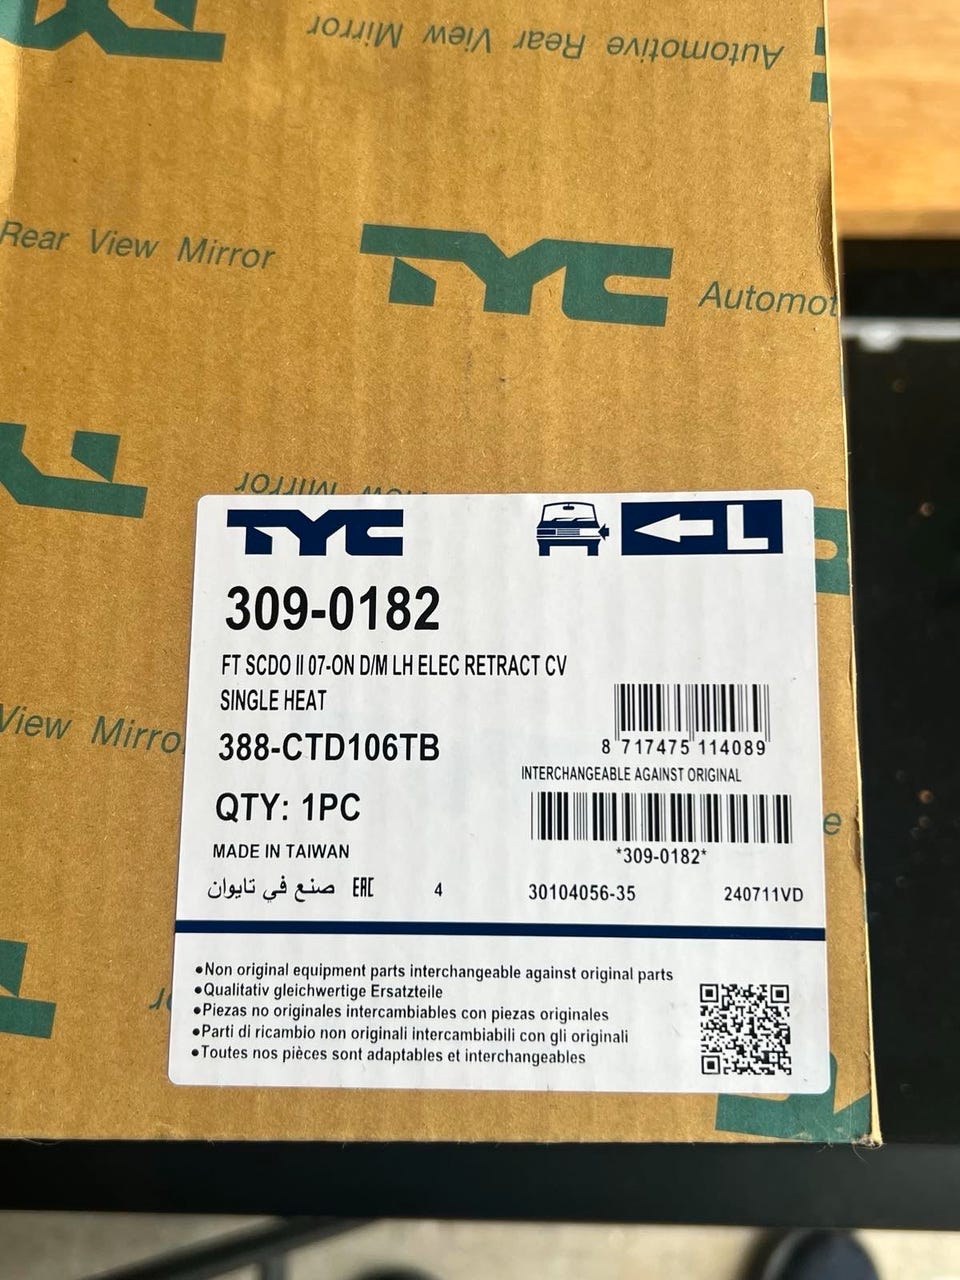 Automotive Rear View Mirror
Rear View Mirror
TYC
Automot
View Mirror
TYC
L
309-0182
FT SCDO II 07-ON D/M LH ELEC RETRACT CV
SINGLE HEAT
388-CTD106TB
8 717475 114089
INTERCHANGEABLE AGAINST ORIGINAL
QTY: 1PC
*309-0182*
MADE IN TAIWAN
صنع في تايوان EAC 4 30104056-35 240711VD
View Mirro
•Non original equipment parts interchangeable against original parts
•Qualitativ gleichwertige Ersatzteile
•Piezas no originales intercambiables con piezas originales
•Parti di ricambio non originali intercambiabili con gli originali
•Toutes nos pièces sont adaptables et interchangeables